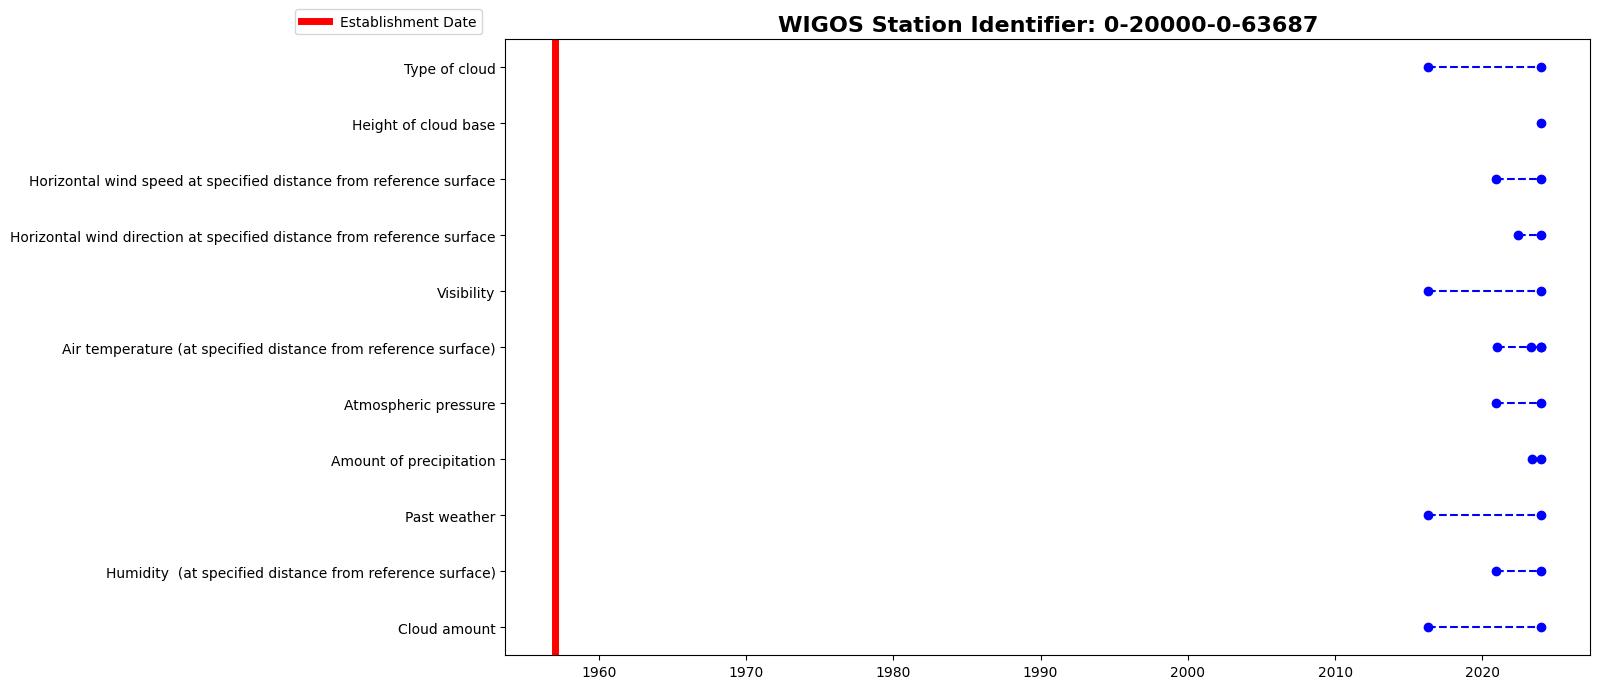 Establishment Date
WIGOS Station Identifier: 0-20000-0-63687
Type of cloud
Height of cloud base
Horizontal wind speed at specified distance from reference surface
Horizontal wind direction at specified distance from reference surface
Visibility
Air temperature (at specified distance from reference surface)
Atmospheric pressure
Amount of precipitation
Past weather
Humidity  (at specified distance from reference surface)
Cloud amount
1960 1970 1980 1990 2000 2010 2020